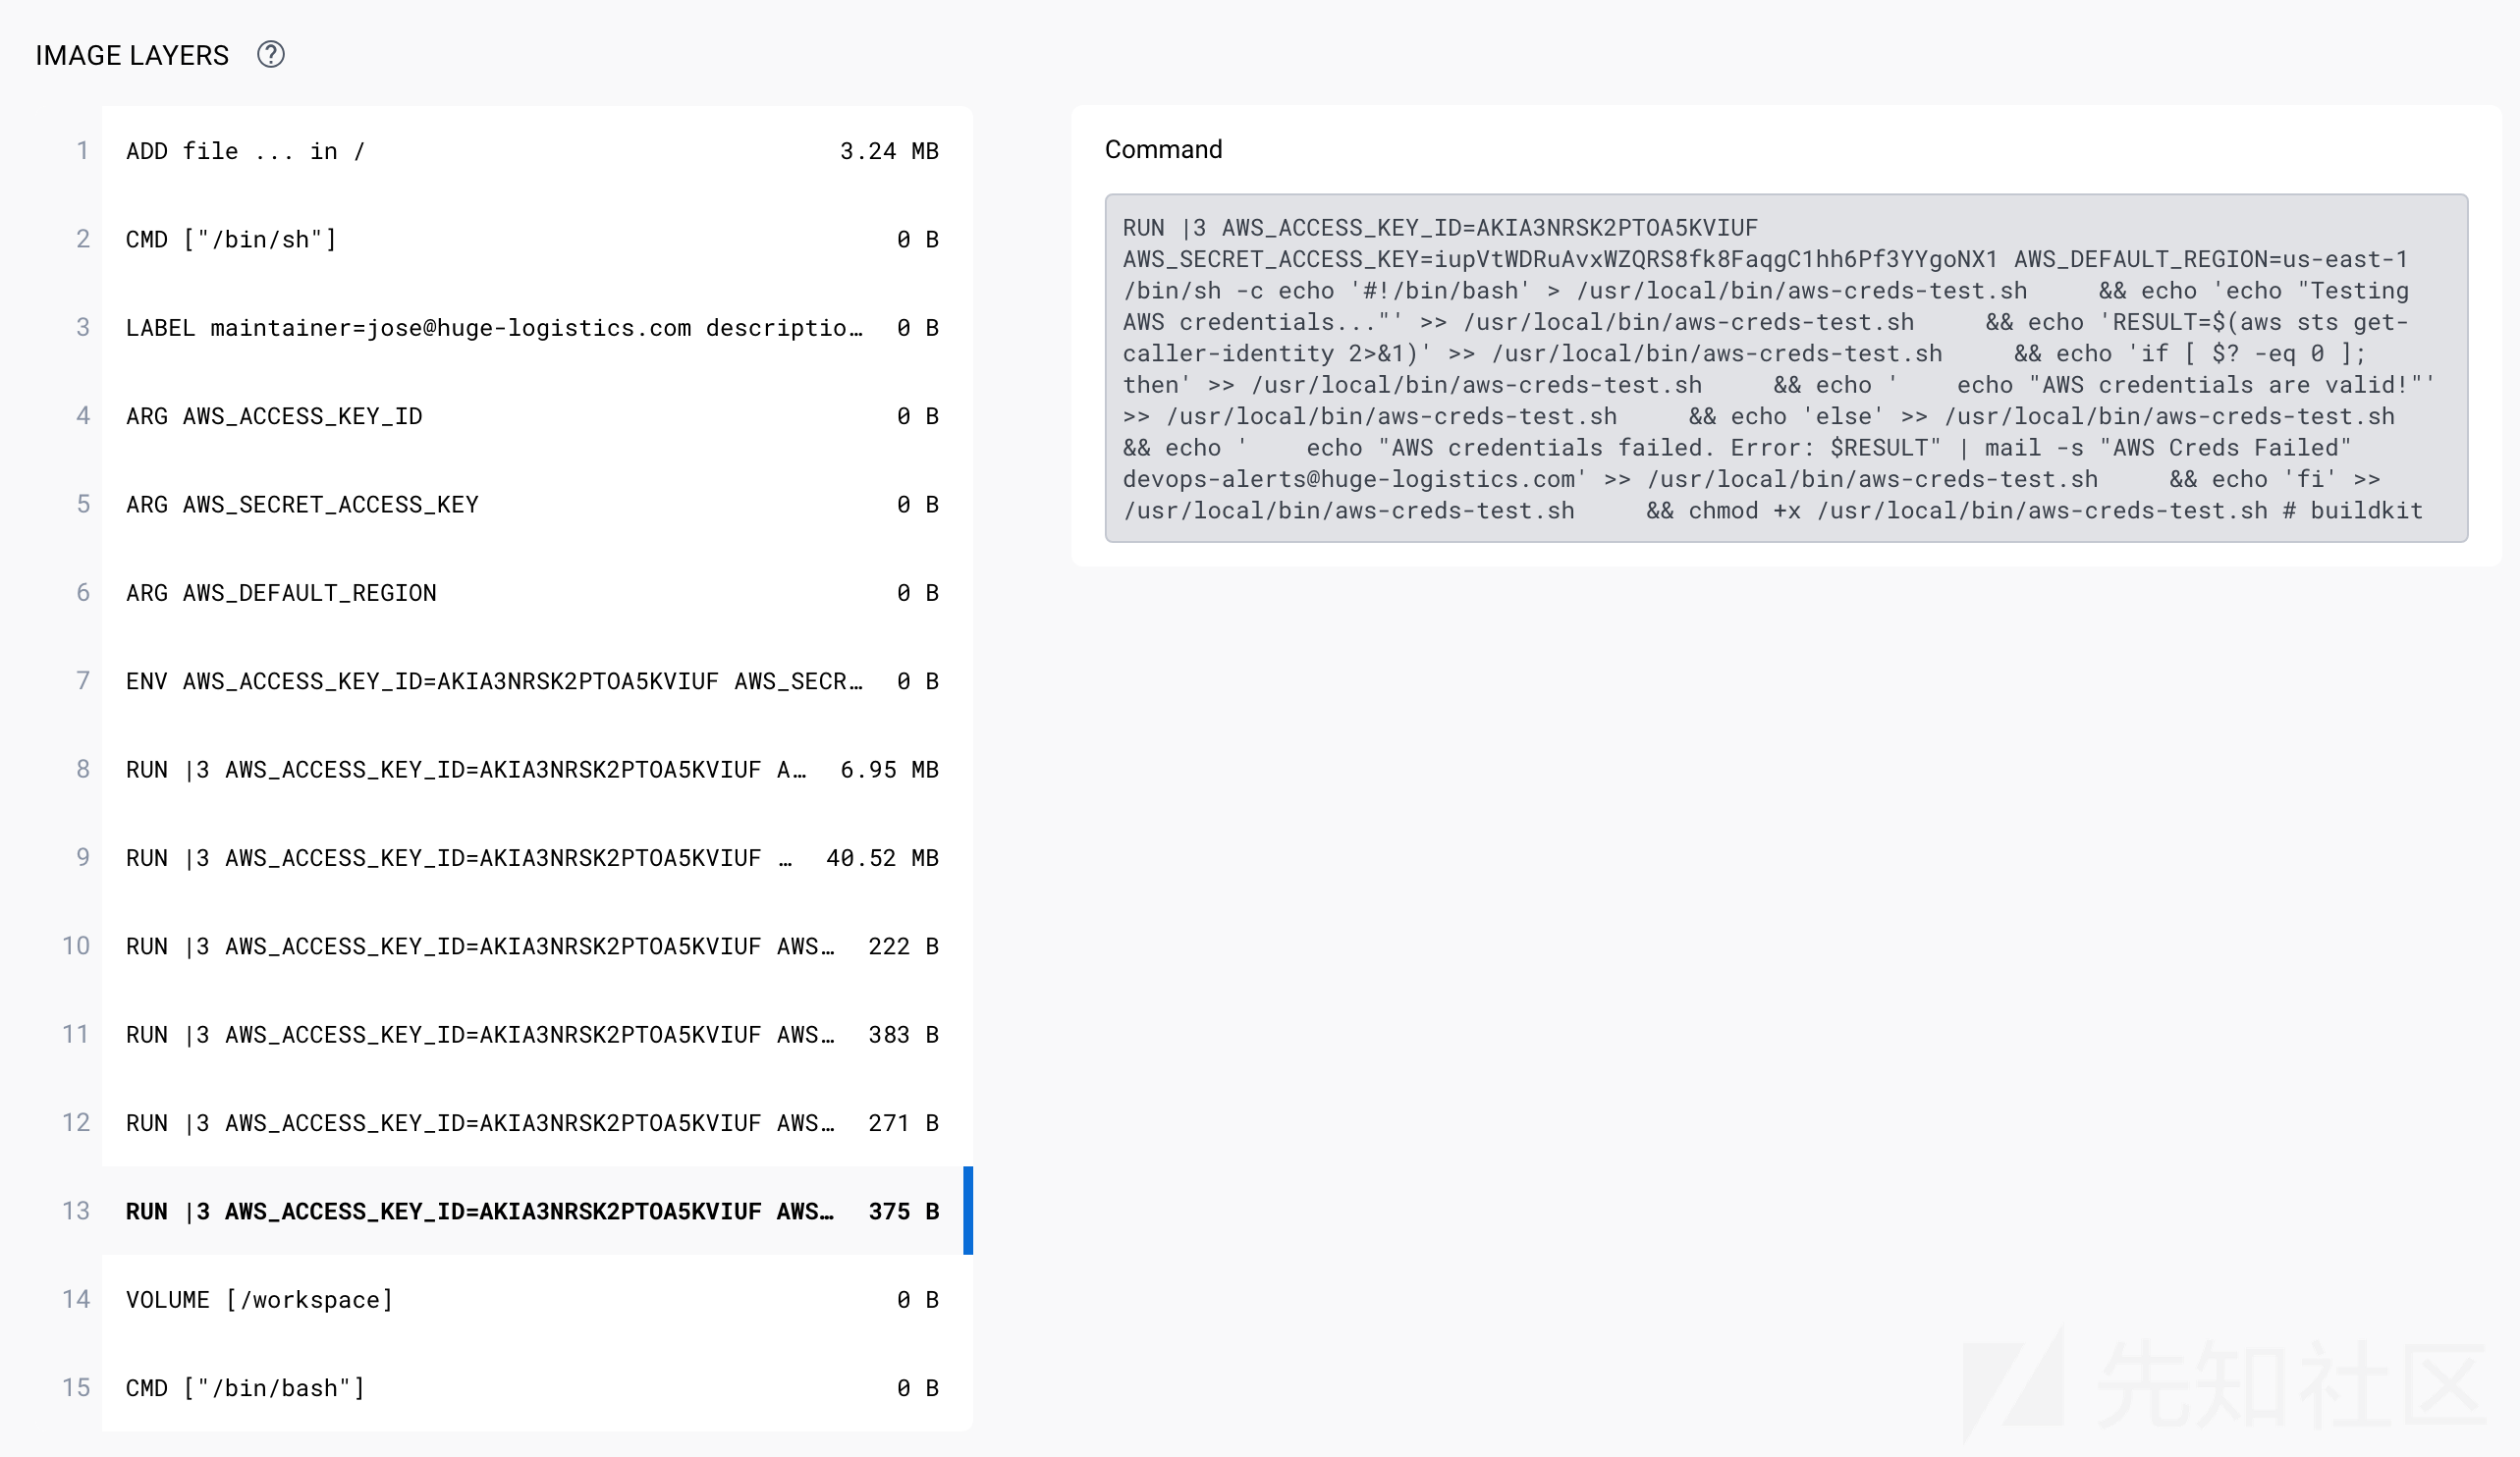 IMAGE LAYERS ?
1 ADD file ... in / 3.24 MB
2 CMD ["/bin/sh"] 0 B
3 LABEL maintainer=jose@huge-logistics.com descriptio… 0 B
4 ARG AWS_ACCESS_KEY_ID 0 B
5 ARG AWS_SECRET_ACCESS_KEY 0 B
6 ARG AWS_DEFAULT_REGION 0 B
7 ENV AWS_ACCESS_KEY_ID=AKIA3NRSK2PTOA5KVIUF AWS_SECR… 0 B
8 RUN |3 AWS_ACCESS_KEY_ID=AKIA3NRSK2PTOA5KVIUF A… 6.95 MB
9 RUN |3 AWS_ACCESS_KEY_ID=AKIA3NRSK2PTOA5KVIUF … 40.52 MB
10 RUN |3 AWS_ACCESS_KEY_ID=AKIA3NRSK2PTOA5KVIUF AWS… 222 B
11 RUN |3 AWS_ACCESS_KEY_ID=AKIA3NRSK2PTOA5KVIUF AWS… 383 B
12 RUN |3 AWS_ACCESS_KEY_ID=AKIA3NRSK2PTOA5KVIUF AWS… 271 B
13 RUN |3 AWS_ACCESS_KEY_ID=AKIA3NRSK2PTOA5KVIUF AWS… 375 B
14 VOLUME [/workspace] 0 B
15 CMD ["/bin/bash"] 0 B
Command
RUN |3 AWS_ACCESS_KEY_ID=AKIA3NRSK2PTOA5KVIUF
AWS_SECRET_ACCESS_KEY=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 AWS_DEFAULT_REGION=us-east-1
/bin/sh -c echo '#!/bin/bash' > /usr/local/bin/aws-creds-test.sh     && echo 'echo "Testing
AWS credentials..."' >> /usr/local/bin/aws-creds-test.sh     && echo 'RESULT=$(aws sts get-
caller-identity 2>&1)' >> /usr/local/bin/aws-creds-test.sh     && echo 'if [ $? -eq 0 ];
then' >> /usr/local/bin/aws-creds-test.sh     && echo '    echo "AWS credentials are valid!"'
>> /usr/local/bin/aws-creds-test.sh     && echo 'else' >> /usr/local/bin/aws-creds-test.sh
&& echo '    echo "AWS credentials failed. Error: $RESULT" | mail -s "AWS Creds Failed"
devops-alerts@huge-logistics.com' >> /usr/local/bin/aws-creds-test.sh     && echo 'fi' >>
/usr/local/bin/aws-creds-test.sh     && chmod +x /usr/local/bin/aws-creds-test.sh # buildkit
先知社区